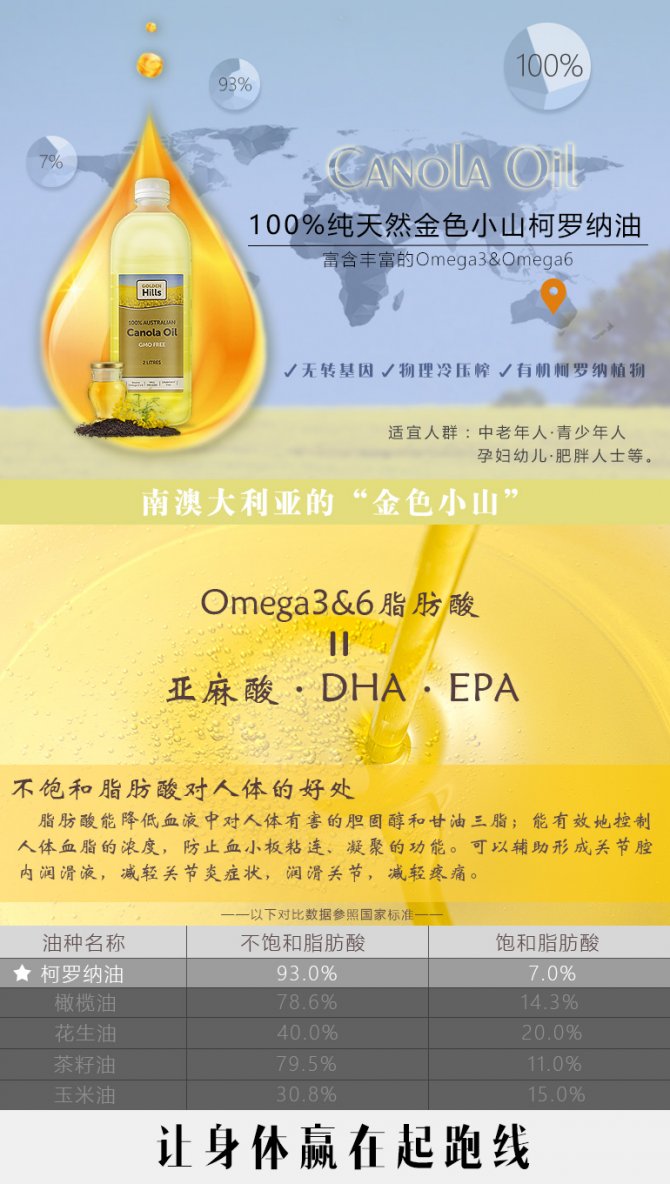 93%
100%
7%
CANOLA OIL
100%纯天然金色小山柯罗纳油
富含丰富的Omega3&Omega6
GOLDEN
Hills
100% AUSTRALIAN
Canola Oil
GMO FREE
2 LITRES
✓无转基因 ✓物理冷压榨 ✓有机柯罗纳植物
适宜人群：中老年人·青少年人
孕妇幼儿·肥胖人士等。
南澳大利亚的“金色小山”
Omega3&6脂肪酸
=
亚麻酸·DHA·EPA
不饱和脂肪酸对人体的好处
脂肪酸能降低血液中对人体有害的胆固醇和甘油三脂；能有效地控制
人体血脂的浓度，防止血小板粘连、凝聚的功能。可以辅助形成关节腔
内润滑液，减轻关节炎症状，润滑关节，减轻疼痛。
——以下对比数据参照国家标准——
油种名称 不饱和脂肪酸 饱和脂肪酸
★ 柯罗纳油 93.0% 7.0%
橄榄油 78.6% 14.3%
花生油 40.0% 20.0%
茶籽油 79.5% 11.0%
玉米油 30.8% 15.0%
让身体赢在起跑线